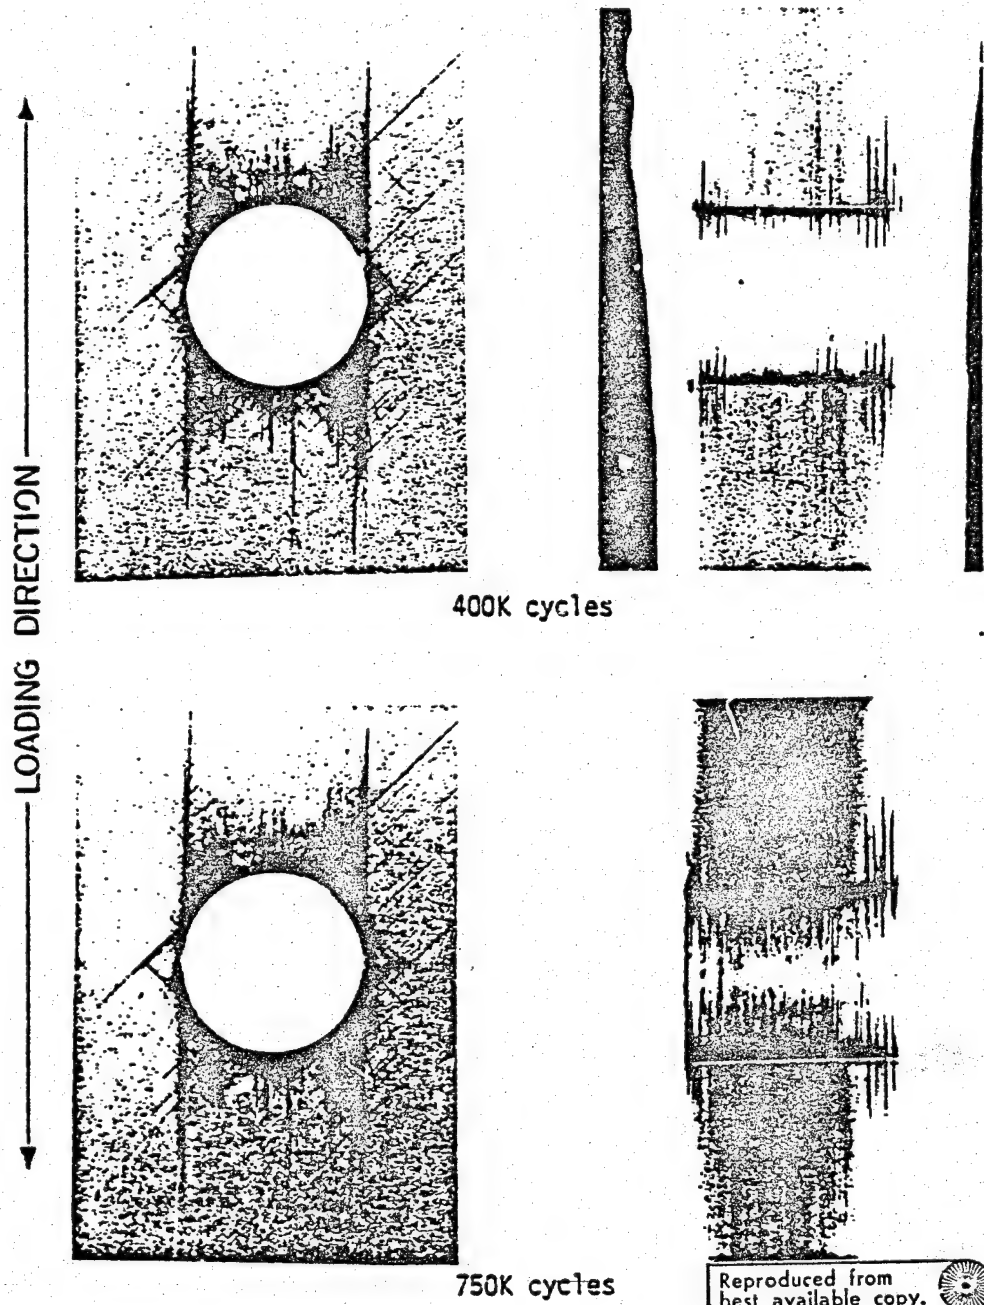 LOADING DIRECTION
400K cycles
750K cycles
Reproduced from
best available copy.